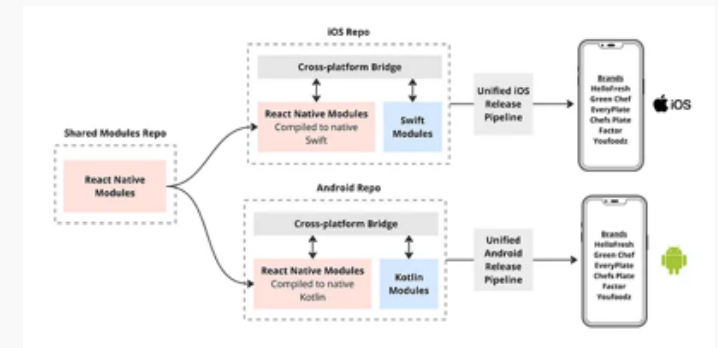 iOS Repo
Cross-platform Bridge
React Native Modules
Compiled to native
Swift
Swift
Modules
Unified iOS
Release
Pipeline
Brands
HelloFresh
Green Chef
EveryPlate
Chefs Plate
Factor
Youfoodz
iOS
Shared Modules Repo
React Native
Modules
Android Repo
Cross-platform Bridge
React Native Modules
Compiled to native
Kotlin
Kotlin
Modules
Unified
Android
Release
Pipeline
Brands
HelloFresh
Green Chef
EveryPlate
Chefs Plate
Factor
Youfoodz